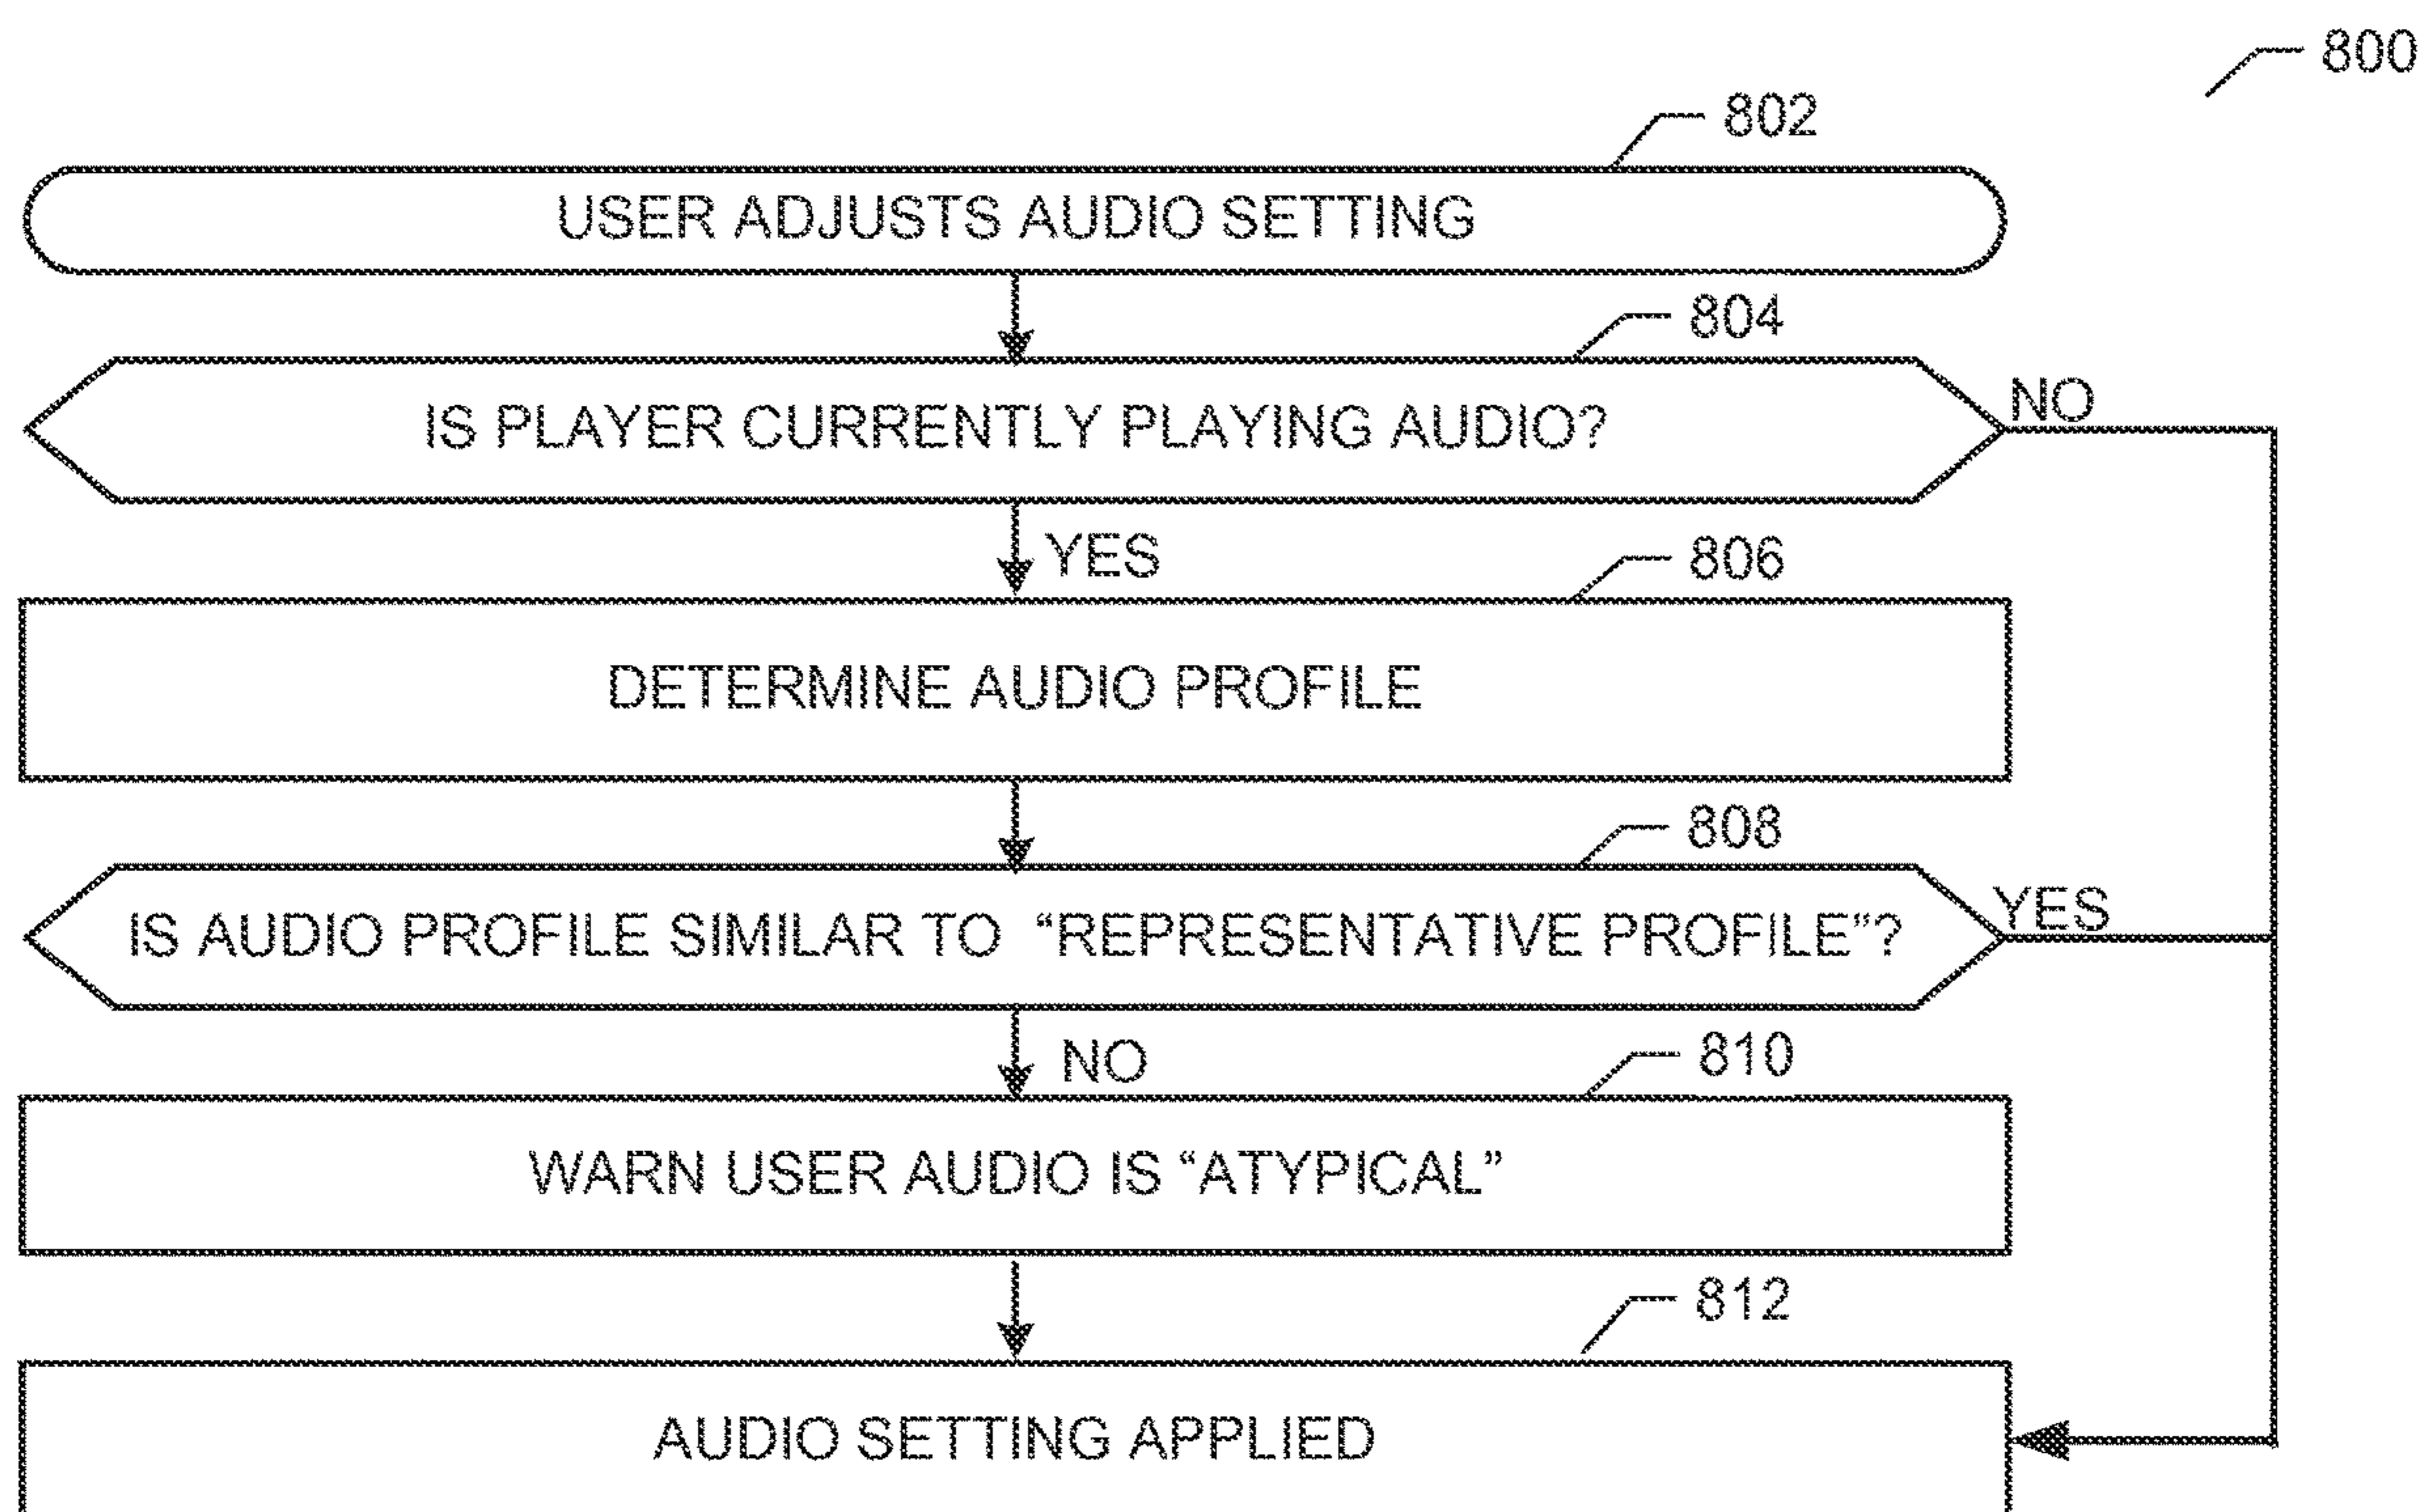 800
802
USER ADJUSTS AUDIO SETTING
804
IS PLAYER CURRENTLY PLAYING AUDIO?
NO
YES
806
DETERMINE AUDIO PROFILE
808
IS AUDIO PROFILE SIMILAR TO “REPRESENTATIVE PROFILE”?
YES
NO
810
WARN USER AUDIO IS “ATYPICAL”
812
AUDIO SETTING APPLIED